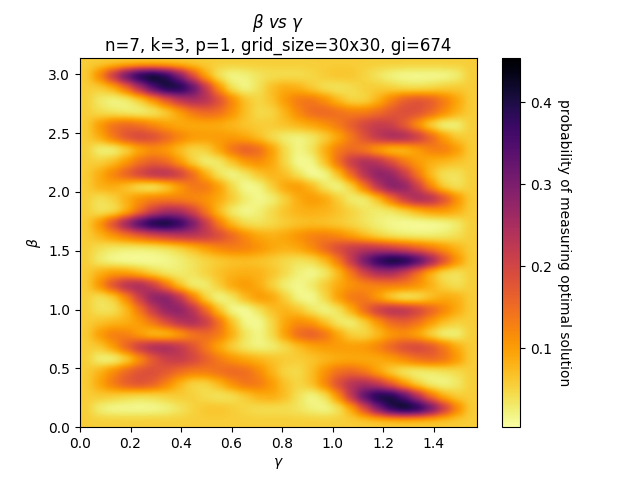 β vs γ
n=7, k=3, p=1, grid_size=30x30, gi=674
3.0
2.5
2.0
1.5
1.0
0.5
0.0
β
0.0 0.2 0.4 0.6 0.8 1.0 1.2 1.4
γ
0.4
0.3
0.2
0.1
probability of measuring optimal solution